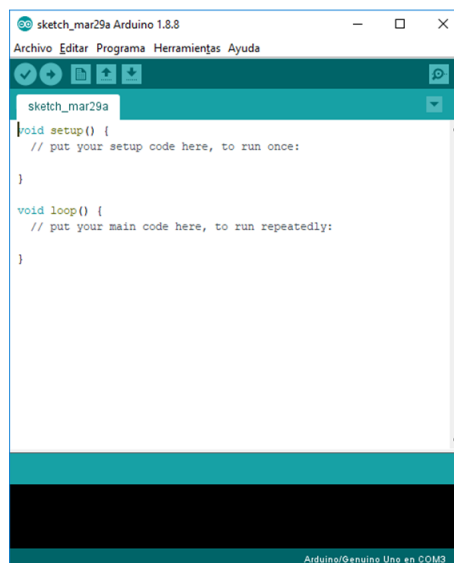 sketch_mar29a Arduino 1.8.8
Archivo Editar Programa Herramientas Ayuda
sketch_mar29a
void setup() {
  // put your setup code here, to run once:
}
void loop() {
  // put your main code here, to run repeatedly:
}
Arduino/Genuino Uno en COM3